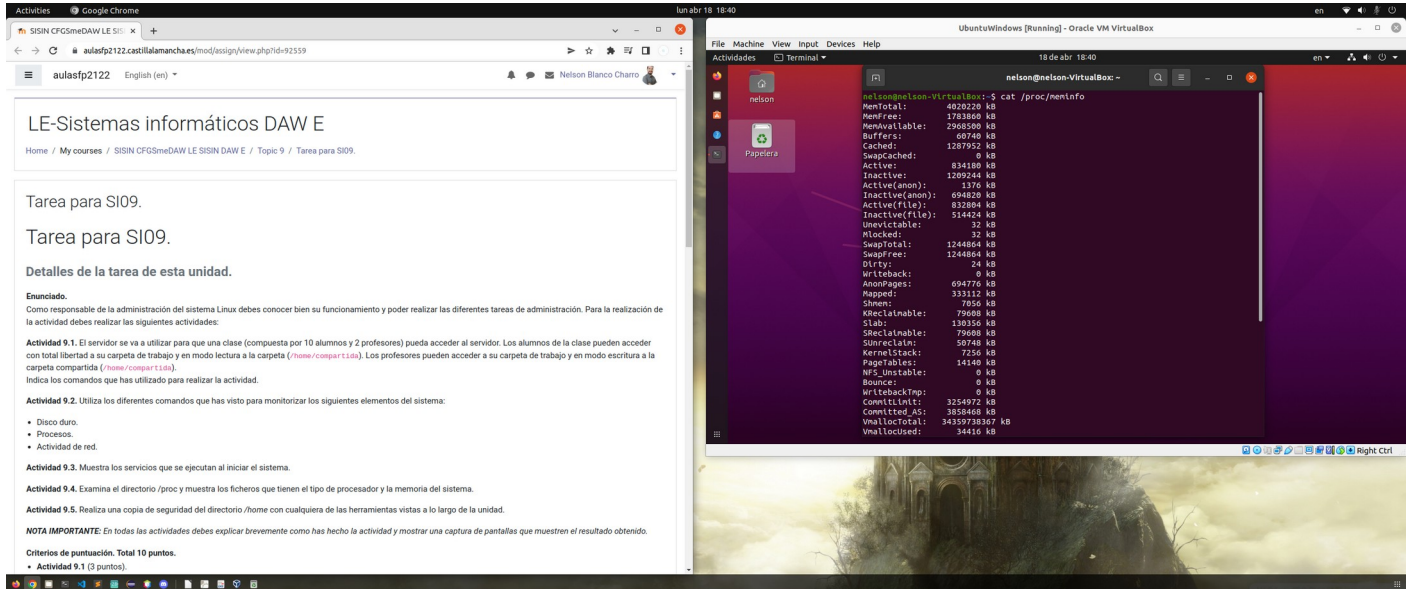 Activities Google Chrome lun abr 18 18:40 en
SISIN CFGSmeDAW LE SIS
aulasfp2122.castillalamancha.es/mod/assign/view.php?id=92559
aulasfp2122 English (en) Nelson Blanco Charro
LE-Sistemas informáticos DAW E
Home / My courses / SISIN CFGSmeDAW LE SISIN DAW E / Topic 9 / Tarea para SI09.
Tarea para SI09.
Tarea para SI09.
Detalles de la tarea de esta unidad.
Enunciado.
Como responsable de la administración del sistema Linux debes conocer bien su funcionamiento y poder realizar las diferentes tareas de administración. Para la realización de
la actividad debes realizar las siguientes actividades:
Actividad 9.1. El servidor se va a utilizar para que una clase (compuesta por 10 alumnos y 2 profesores) pueda acceder al servidor. Los alumnos de la clase pueden acceder
con total libertad a su carpeta de trabajo y en modo lectura a la carpeta (/home/compartida). Los profesores pueden acceder a su carpeta de trabajo y en modo escritura a la
carpeta compartida (/home/compartida).
Indica los comandos que has utilizado para realizar la actividad.
Actividad 9.2. Utiliza los diferentes comandos que has visto para monitorizar los siguientes elementos del sistema:
• Disco duro.
• Procesos.
• Actividad de red.
Actividad 9.3. Muestra los servicios que se ejecutan al iniciar el sistema.
Actividad 9.4. Examina el directorio /proc y muestra los ficheros que tienen el tipo de procesador y la memoria del sistema.
Actividad 9.5. Realiza una copia de seguridad del directorio /home con cualquiera de las herramientas vistas a lo largo de la unidad.
NOTA IMPORTANTE: En todas las actividades debes explicar brevemente como has hecho la actividad y mostrar una captura de pantallas que muestren el resultado obtenido.
Criterios de puntuación. Total 10 puntos.
• Actividad 9.1 (3 puntos).
UbuntuWindows [Running] - Oracle VM VirtualBox
File Machine View Input Devices Help
Actividades Terminal 18 de abr 18:40 en
nelson@nelson-VirtualBox: ~
nelson
Papelera
nelson@nelson-VirtualBox:~$ cat /proc/meminfo
MemTotal: 4020220 kB
MemFree: 1783860 kB
MemAvailable: 2968500 kB
Buffers: 60740 kB
Cached: 1287952 kB
SwapCached: 0 kB
Active: 834180 kB
Inactive: 1209244 kB
Active(anon): 1376 kB
Inactive(anon): 694820 kB
Active(file): 832804 kB
Inactive(file): 514424 kB
Unevictable: 32 kB
Mlocked: 32 kB
SwapTotal: 1244864 kB
SwapFree: 1244864 kB
Dirty: 24 kB
Writeback: 0 kB
AnonPages: 694776 kB
Mapped: 333112 kB
Shmem: 7056 kB
KReclaimable: 79608 kB
Slab: 130356 kB
SReclaimable: 79608 kB
SUnreclaim: 50748 kB
KernelStack: 7256 kB
PageTables: 14140 kB
NFS_Unstable: 0 kB
Bounce: 0 kB
WritebackTmp: 0 kB
CommitLimit: 3254972 kB
Committed_AS: 3858468 kB
VmallocTotal: 34359738367 kB
VmallocUsed: 34416 kB
Right Ctrl